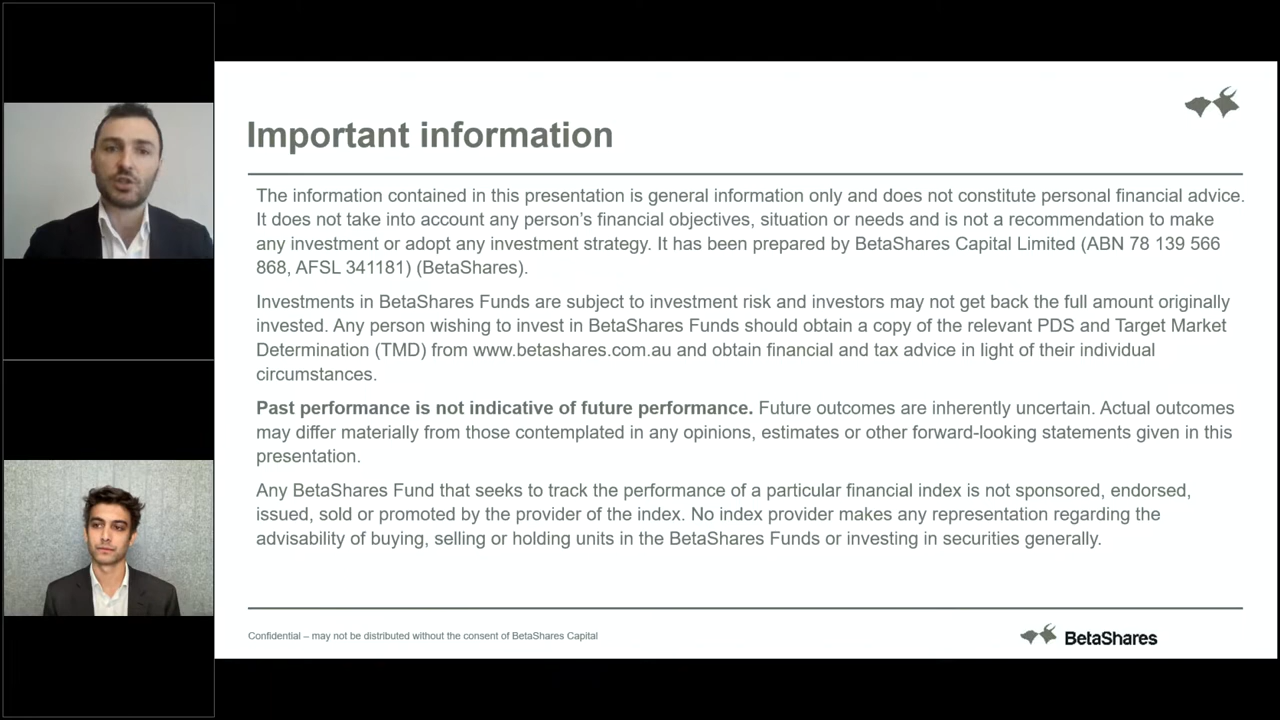 Important information
The information contained in this presentation is general information only and does not constitute personal financial advice.
It does not take into account any person's financial objectives, situation or needs and is not a recommendation to make
any investment or adopt any investment strategy. It has been prepared by BetaShares Capital Limited (ABN 78 139 566
868, AFSL 341181) (BetaShares).
Investments in BetaShares Funds are subject to investment risk and investors may not get back the full amount originally
invested. Any person wishing to invest in BetaShares Funds should obtain a copy of the relevant PDS and Target Market
Determination (TMD) from www.betashares.com.au and obtain financial and tax advice in light of their individual
circumstances.
Past performance is not indicative of future performance. Future outcomes are inherently uncertain. Actual outcomes
may differ materially from those contemplated in any opinions, estimates or other forward-looking statements given in this
presentation.
Any BetaShares Fund that seeks to track the performance of a particular financial index is not sponsored, endorsed,
issued, sold or promoted by the provider of the index. No index provider makes any representation regarding the
advisability of buying, selling or holding units in the BetaShares Funds or investing in securities generally.
Confidential – may not be distributed without the consent of BetaShares Capital
BetaShares